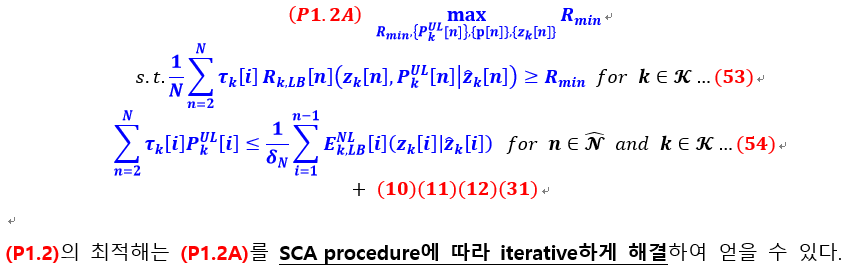 (P1.2A) max R_min
R_min,{P_k^UL[n]},{p[n]},{z_k[n]}
s.t. 1/N ∑_{n=2}^{N} τ_k[i] R_{k,LB}[n](z_k[n], P_k^UL[n]|ẑ_k[n]) ≥ R_min for k ∈ 𝒦 … (53)
∑_{n=2}^{N} τ_k[i]P_k^UL[i] ≤ 1/δ_N ∑_{i=1}^{n−1} E_{k,LB}^{NL}[i](z_k[i]|ẑ_k[i]) for n ∈ 𝒩̂ and k ∈ 𝒦 … (54)
+ (10)(11)(12)(31)
(P1.2)의 최적해는 (P1.2A)를 SCA procedure에 따라 iterative하게 해결하여 얻을 수 있다.